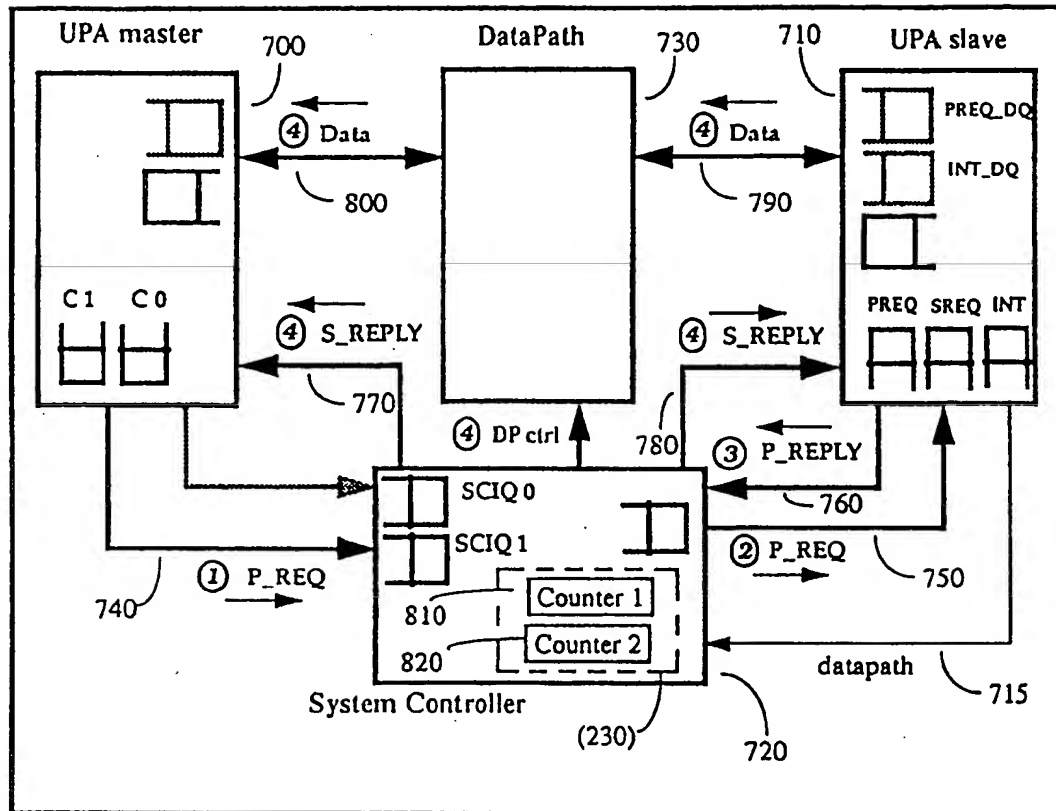 UPA master
700
DataPath
730
710
UPA slave
PREQ_DQ
④ Data
④ Data
INT_DQ
800
790
C1 C0
PREQ SREQ INT
④ S_REPLY
④ S_REPLY
770
④ DP ctrl
780
③ P_REPLY
SCIQ 0
760
SCIQ 1
① P_REQ
② P_REQ
750
740
810
Counter 1
820
Counter 2
datapath
System Controller
715
(230)
720